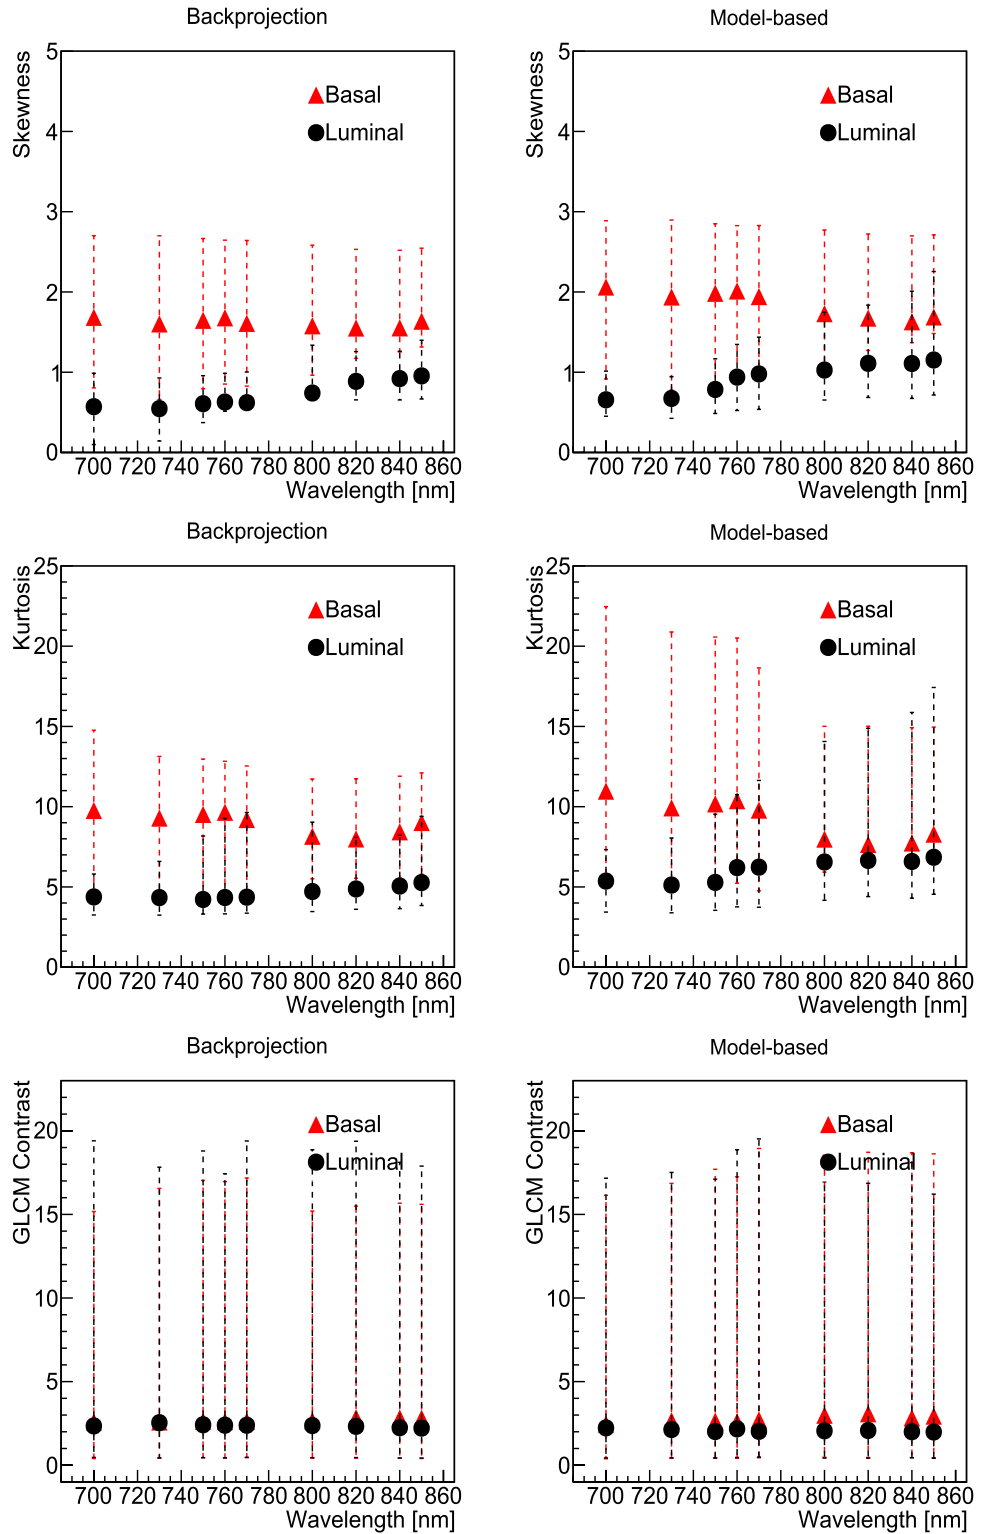 Backprojection
Model-based
Skewness
5
4
3
2
1
0
Basal
Luminal
700 720 740 760 780 800 820 840 860
Wavelength [nm]
Skewness
5
4
3
2
1
0
Basal
Luminal
700 720 740 760 780 800 820 840 860
Wavelength [nm]
Backprojection
Model-based
Kurtosis
25
20
15
10
5
0
Basal
Luminal
700 720 740 760 780 800 820 840 860
Wavelength [nm]
Kurtosis
25
20
15
10
5
0
Basal
Luminal
700 720 740 760 780 800 820 840 860
Wavelength [nm]
Backprojection
Model-based
GLCM Contrast
20
15
10
5
0
Basal
Luminal
700 720 740 760 780 800 820 840 860
Wavelength [nm]
GLCM Contrast
20
15
10
5
0
Basal
Luminal
700 720 740 760 780 800 820 840 860
Wavelength [nm]